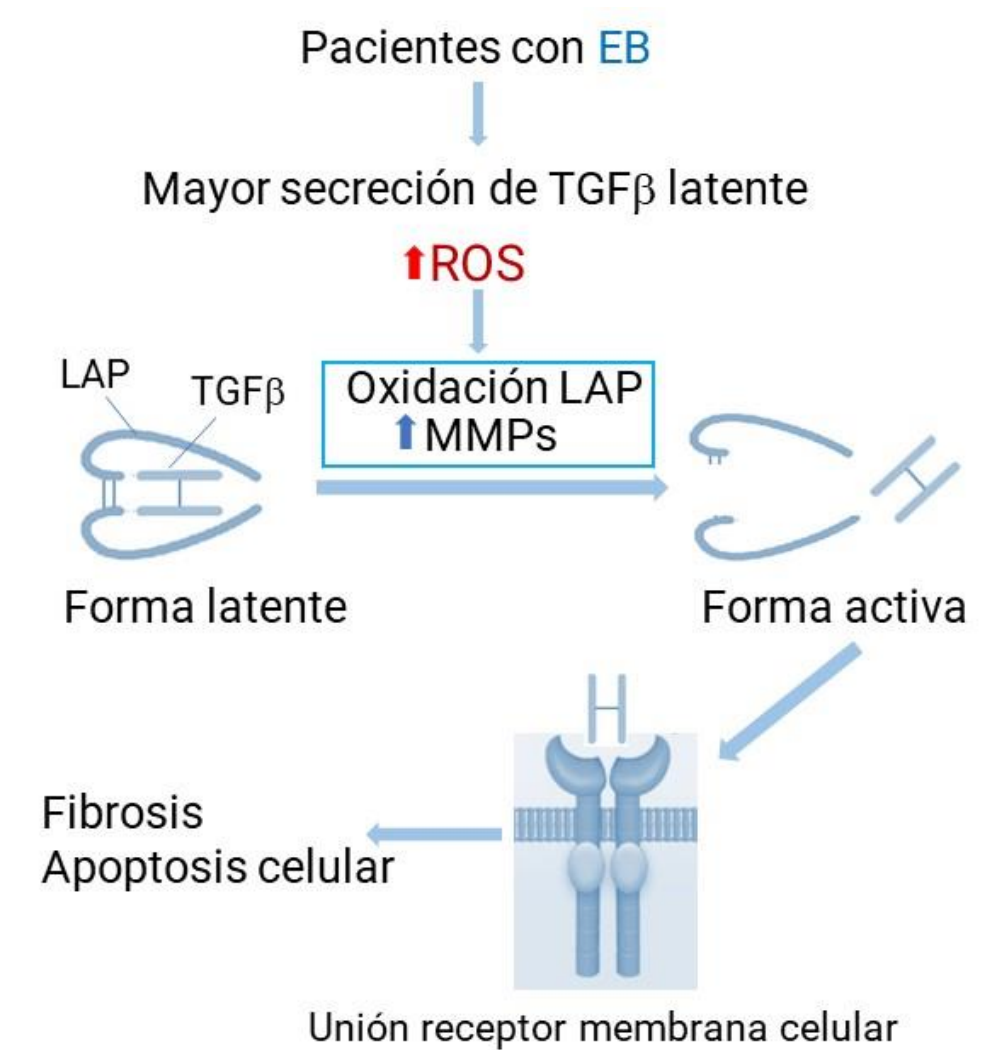 Pacientes con EB
Mayor secreción de TGFβ latente
⬆ROS
LAP
TGFβ
Oxidación LAP
⬆MMPs
Forma latente
Forma activa
Fibrosis
Apoptosis celular
Unión receptor membrana celular